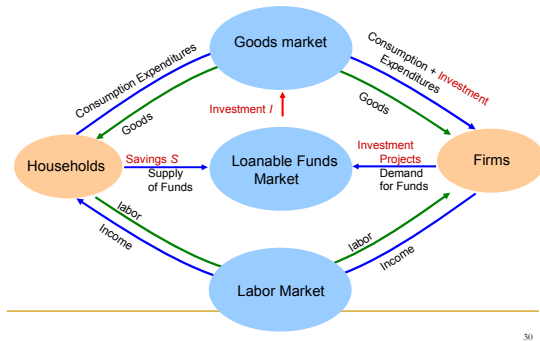 Goods market
Consumption Expenditures
Goods
Consumption + Investment
Expenditures
Goods
Investment I
Households
Savings S
Supply
of Funds
Loanable Funds
Market
Investment
Projects
Demand
for Funds
Firms
labor
Income
labor
Income
Labor Market
30